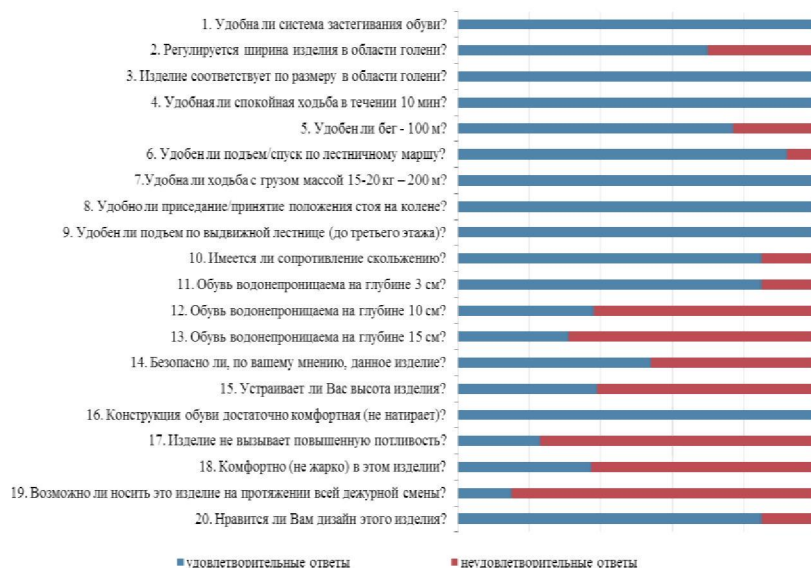 1. Удобна ли система застегивания обуви?
2. Регулируется ширина изделия в области голени?
3. Изделие соответствует по размеру в области голени?
4. Удобная ли спокойная ходьба в течении 10 мин?
5. Удобен ли бег - 100 м?
6. Удобен ли подъем/спуск по лестничному маршу?
7.Удобна ли ходьба с грузом массой 15-20 кг – 200 м?
8. Удобно ли приседание/принятие положения стоя на колене?
9. Удобен ли подъем по выдвижной лестнице (до третьего этажа)?
10. Имеется ли сопротивление скольжению?
11. Обувь водонепроницаема на глубине 3 см?
12. Обувь водонепроницаема на глубине 10 см?
13. Обувь водонепроницаема на глубине 15 см?
14. Безопасно ли, по вашему мнению, данное изделие?
15. Устраивает ли Вас высота изделия?
16. Конструкция обуви достаточно комфортная (не натирает)?
17. Изделие не вызывает повышенную потливость?
18. Комфортно (не жарко) в этом изделии?
19. Возможно ли носить это изделие на протяжении всей дежурной смены?
20. Нравится ли Вам дизайн этого изделия?
удовлетворительные ответы неудовлетворительные ответы